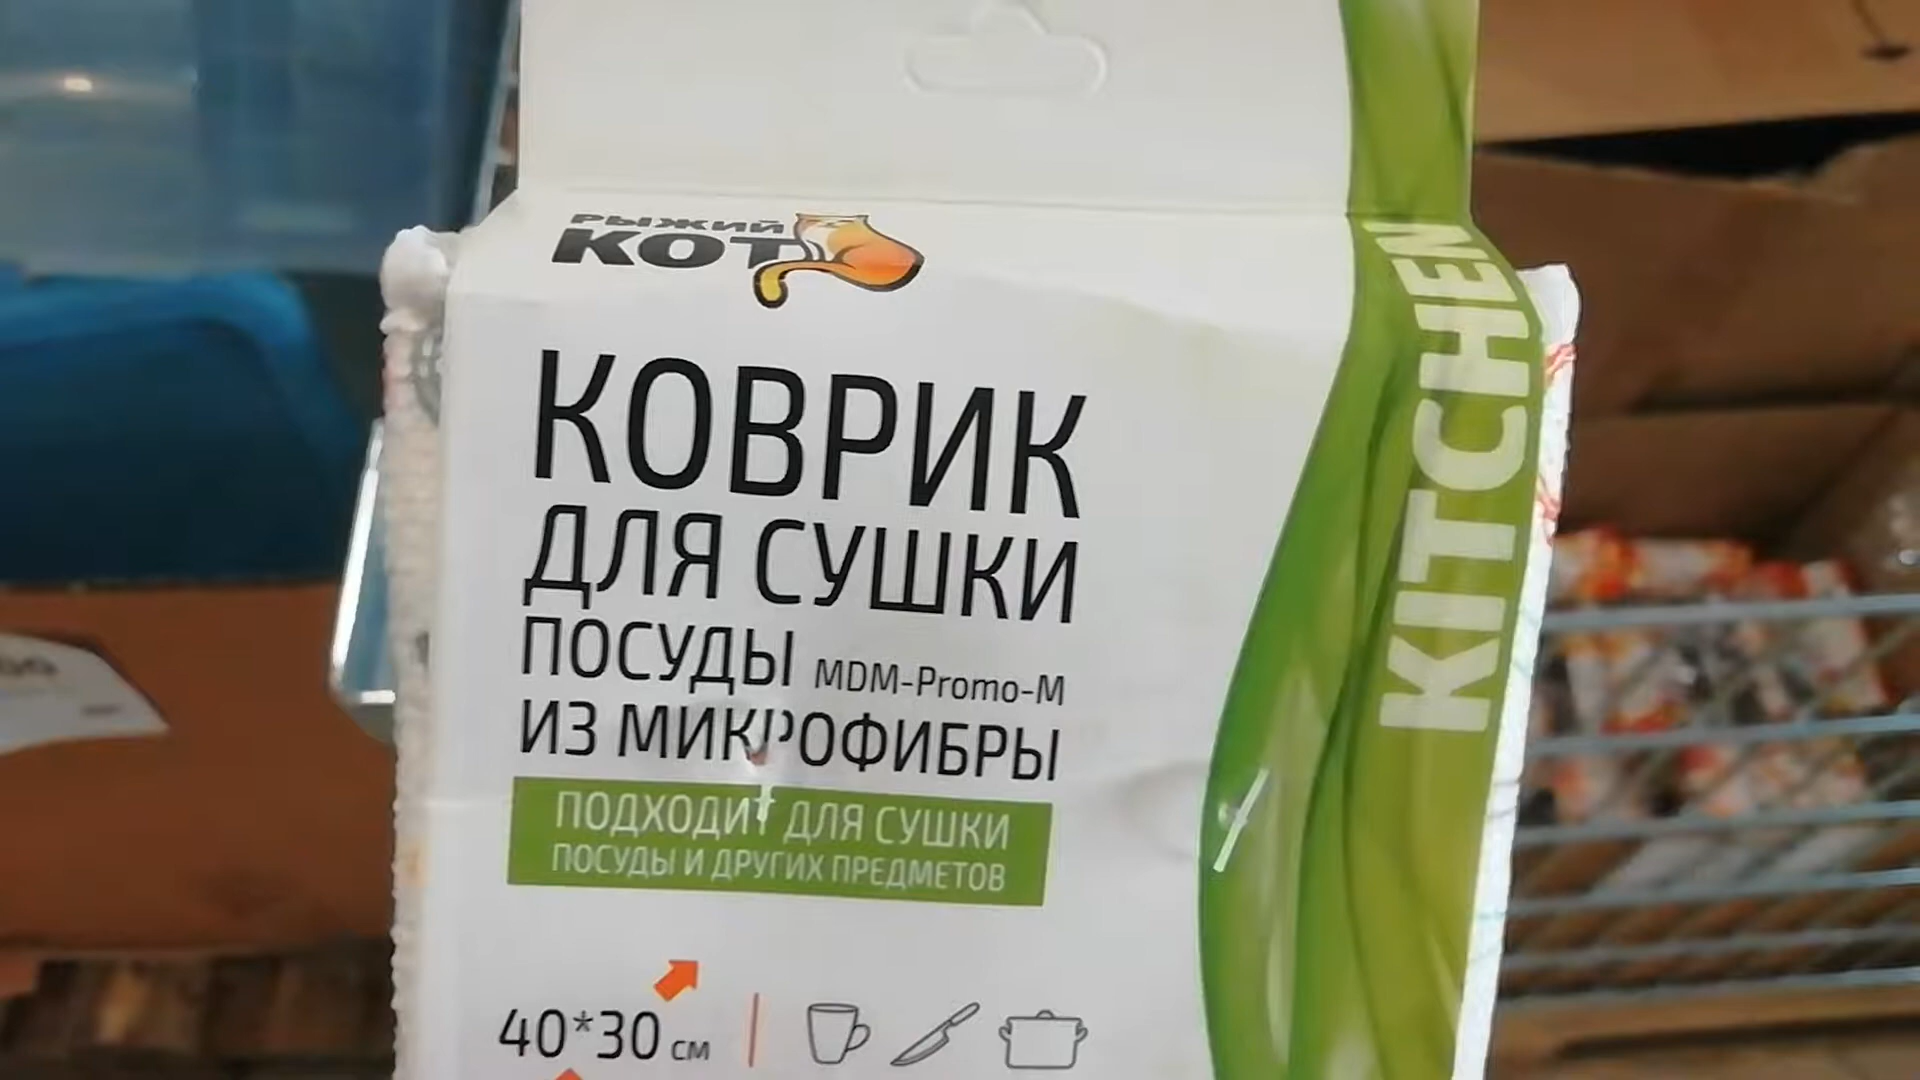 РЫЖИЙ
КОТ
КОВРИК
ДЛЯ СУШКИ
ПОСУДЫ MDM-Promo-M
ИЗ МИКРОФИБРЫ
ПОДХОДИТ ДЛЯ СУШКИ
ПОСУДЫ И ДРУГИХ ПРЕДМЕТОВ
40*30 см
KITCHEN